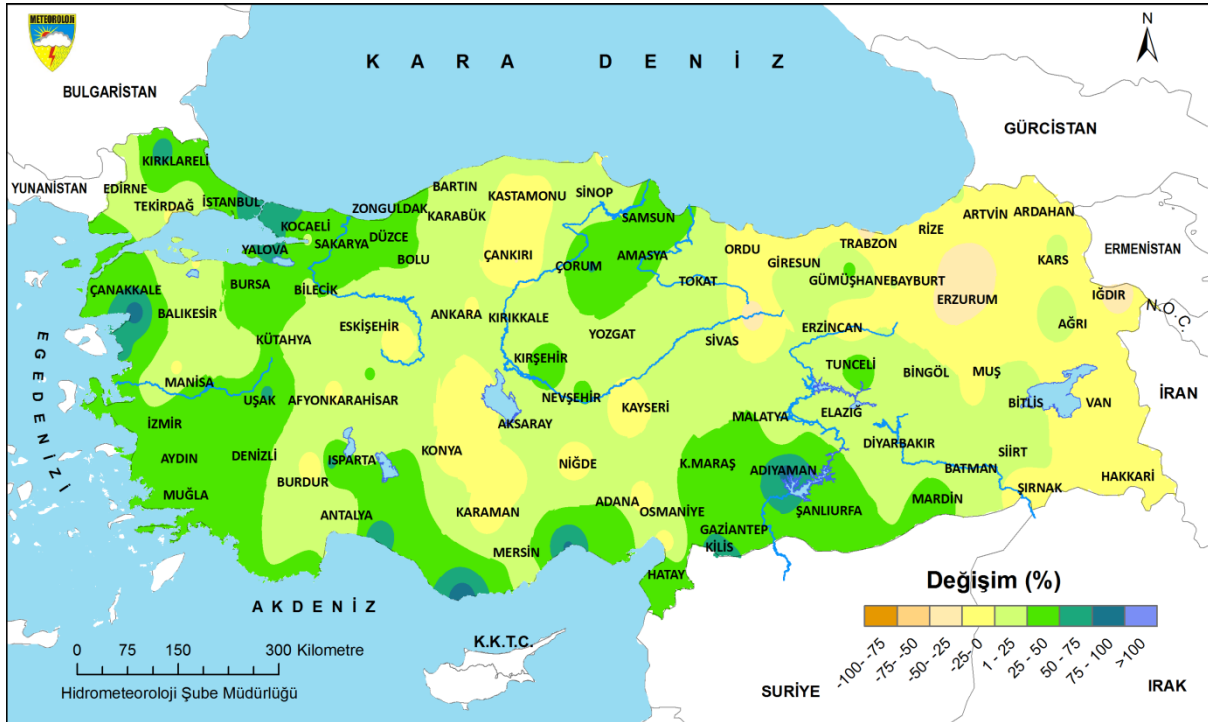 METEOROLOJİ
N
K A R A D E N İ Z
BULGARİSTAN
GÜRCİSTAN
YUNANİSTAN
ERMENİSTAN
N.O.C.
İRAN
IRAK
SURİYE
K.K.T.C.
E G E D E N İ Z İ
A K D E N İ Z
KIRKLARELİ
EDİRNE
TEKİRDAĞ
İSTANBUL
KOCAELİ
YALOVA
SAKARYA
ZONGULDAK
DÜZCE
BOLU
BARTIN
KARABÜK
KASTAMONU
SİNOP
ÇANKIRI
SAMSUN
AMASYA
ÇORUM
TOKAT
ORDU
GİRESUN
TRABZON
RİZE
ARTVİN
ARDAHAN
KARS
GÜMÜŞHANE
BAYBURT
ERZURUM
IĞDIR
AĞRI
ÇANAKKALE
BALIKESİR
BURSA
BİLECİK
ESKİŞEHİR
KÜTAHYA
ANKARA
KIRIKKALE
YOZGAT
SİVAS
ERZİNCAN
TUNCELİ
BİNGÖL
MUŞ
BİTLİS
VAN
MANİSA
UŞAK
AFYONKARAHİSAR
KIRŞEHİR
NEVŞEHİR
KAYSERİ
AKSARAY
MALATYA
ELAZIĞ
DİYARBAKIR
SİİRT
BATMAN
ŞIRNAK
HAKKARİ
İZMİR
AYDIN
DENİZLİ
MUĞLA
BURDUR
ISPARTA
KONYA
NİĞDE
K.MARAŞ
ADIYAMAN
ŞANLIURFA
MARDİN
ANTALYA
KARAMAN
MERSİN
ADANA
OSMANİYE
GAZİANTEP
KİLİS
HATAY
Değişim (%)
-100--75
-75--50
-50--25
-25- 0
1 - 25
25 - 50
50 - 75
75 - 100
>100
0 75 150 300 Kilometre
Hidrometeoroloji Şube Müdürlüğü